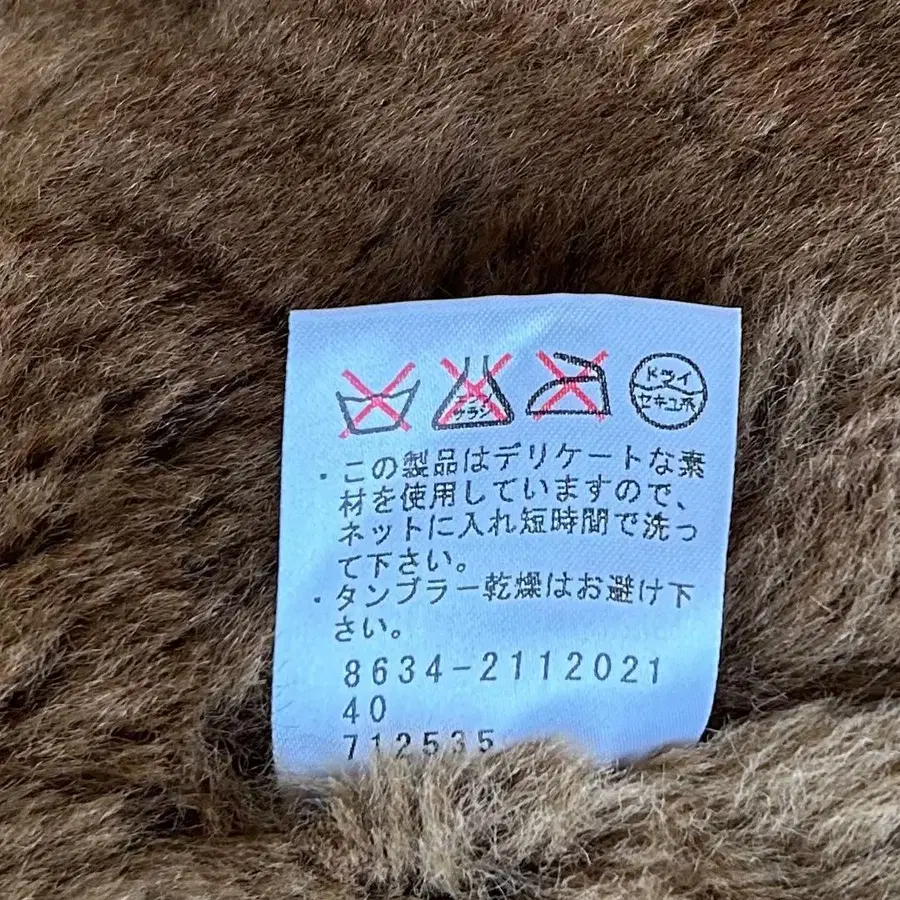 エンソ
サラシ
ドライ
セキユ系
・この製品はデリケートな素
材を使用していますので、
ネットに入れ短時間で洗っ
て下さい。
・タンブラー乾燥はお避け下
さい。
8634-2112021
40
712535